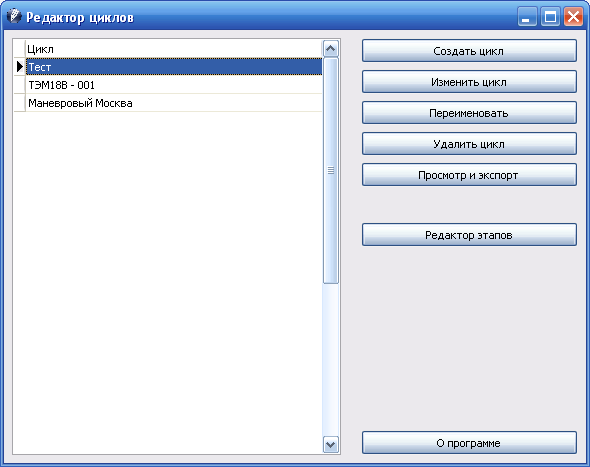 Редактор циклов
Цикл
Тест
ТЭМ18В - 001
Маневровый Москва
Создать цикл
Изменить цикл
Переименовать
Удалить цикл
Просмотр и экспорт
Редактор этапов
О программе